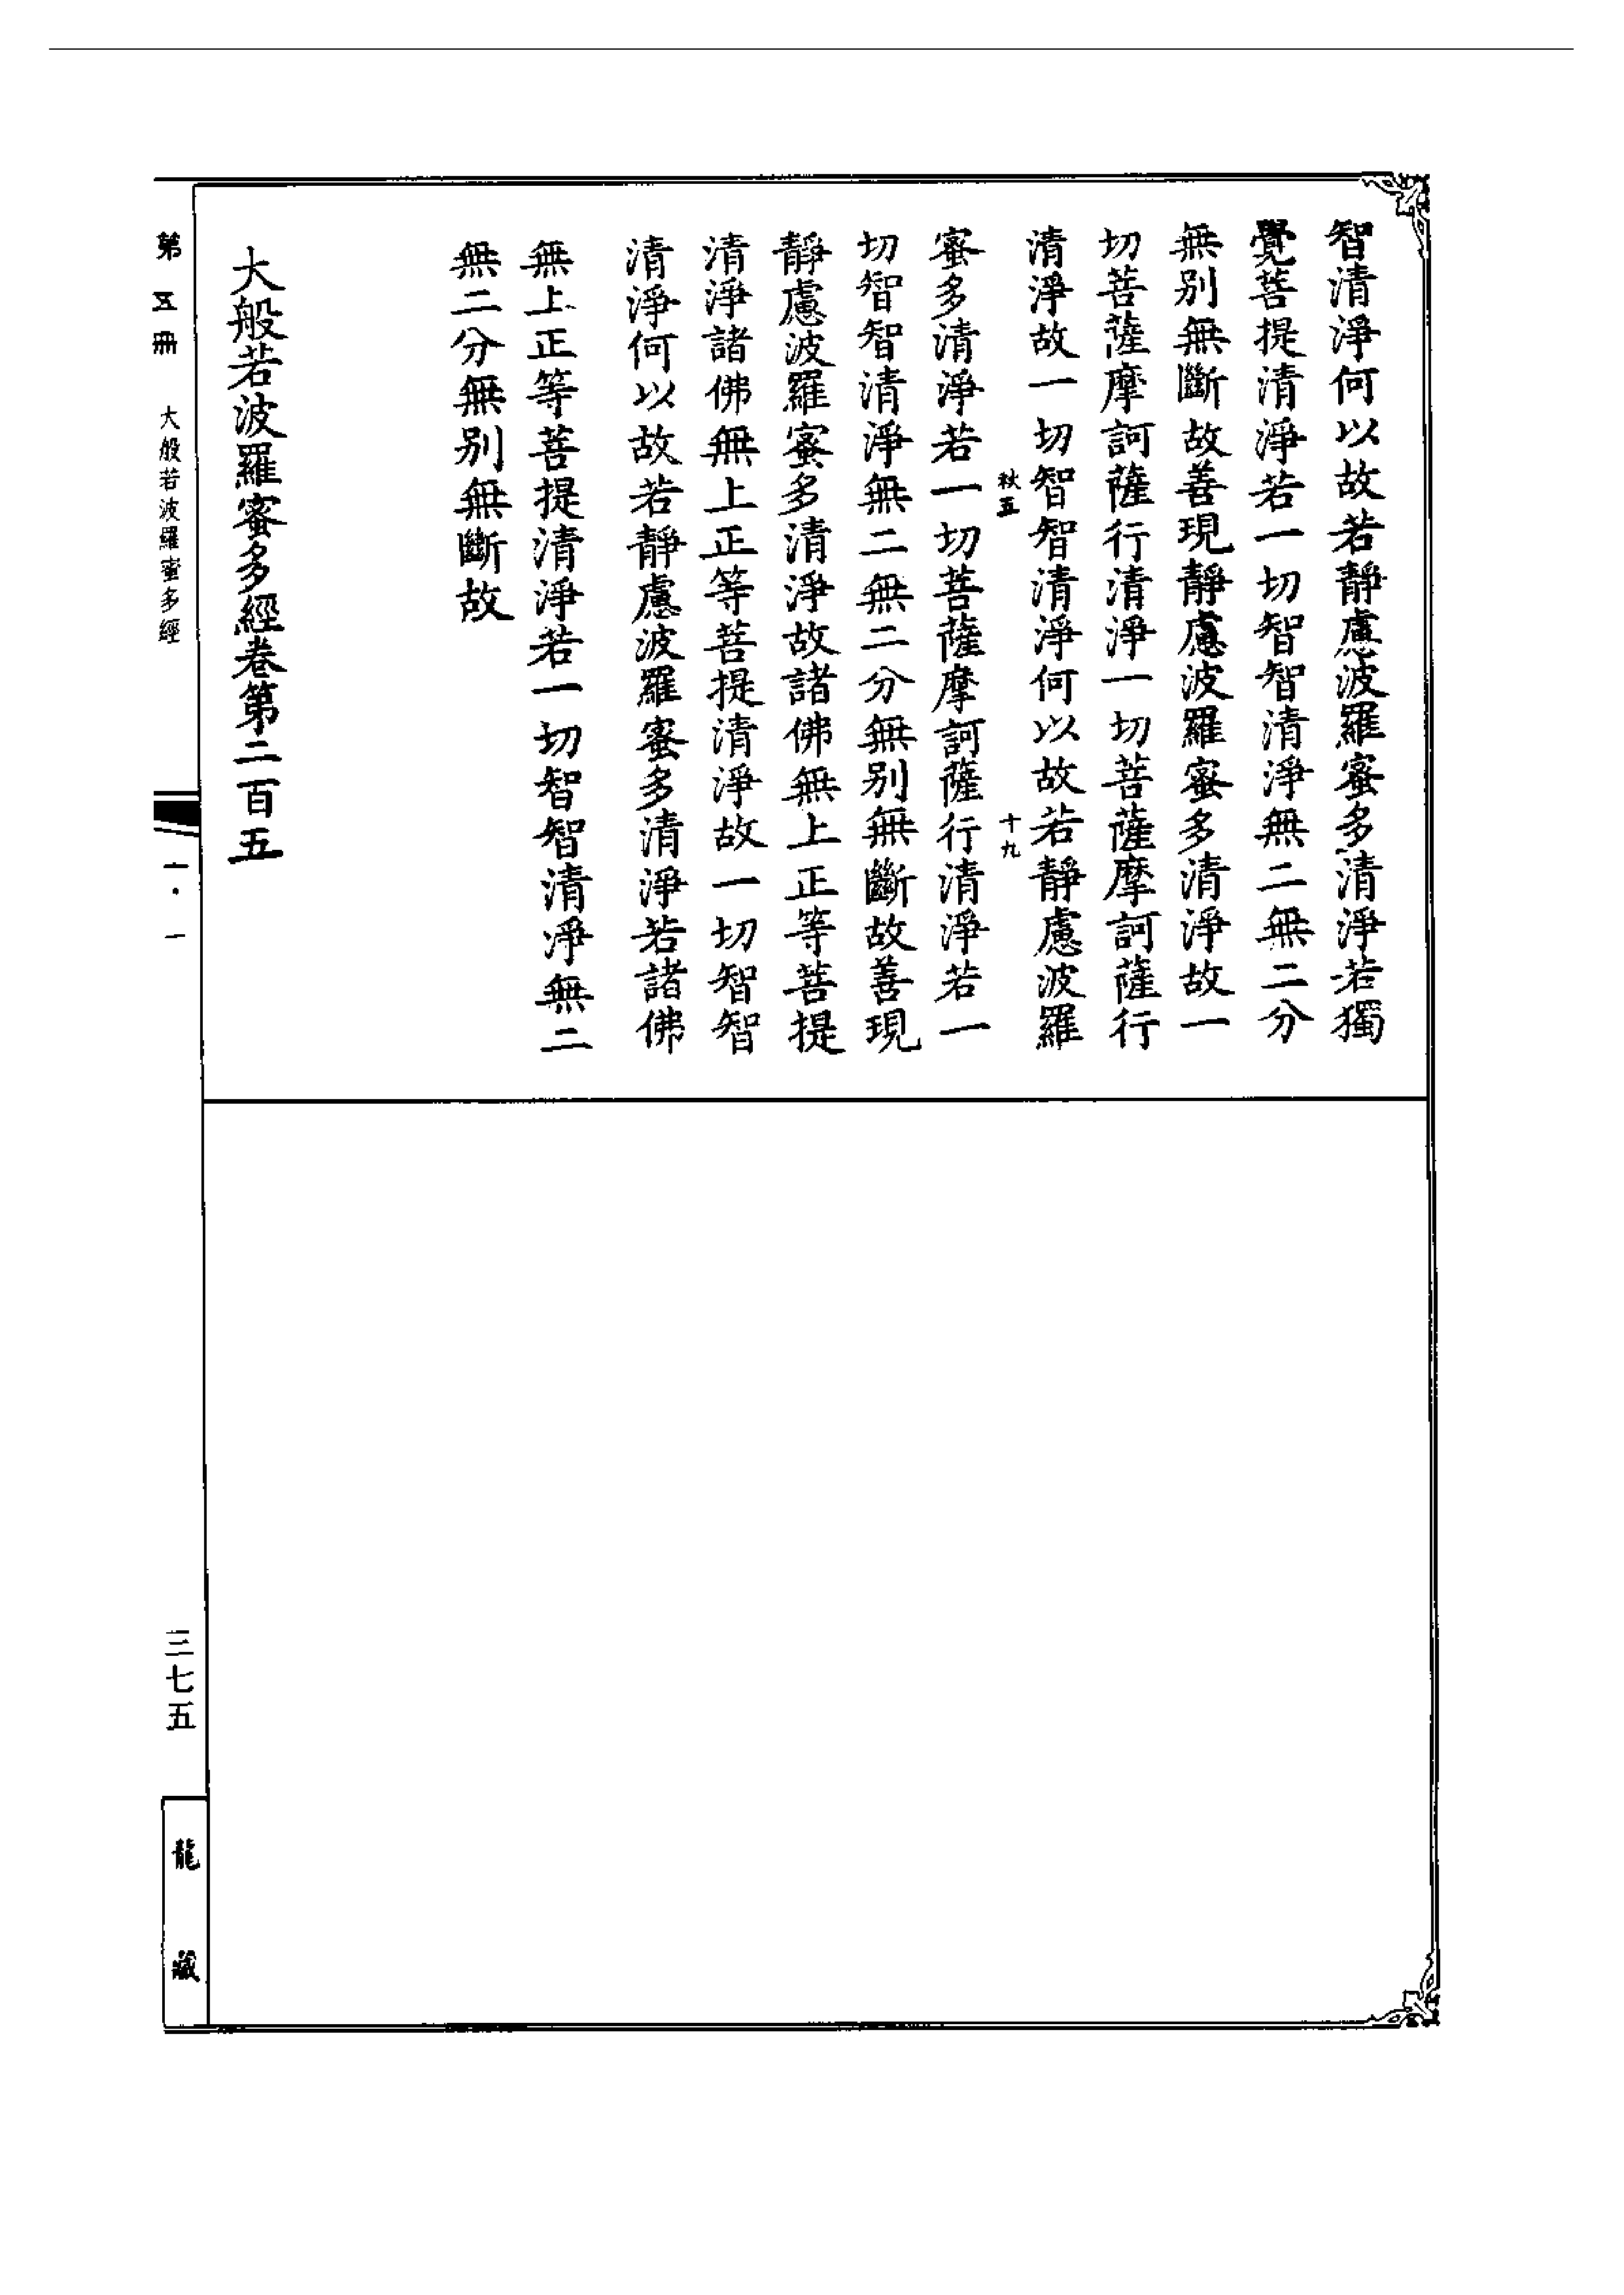 智清淨何以故若靜慮波羅蜜多清淨若獨
覺菩提清淨若一切智智清淨無二無二分
無別無斷故善現靜慮波羅蜜多清淨故一
切菩薩摩訶薩行清淨一切菩薩摩訶薩行
清淨故一切智智清淨何以故若靜慮波羅
秋五
十九
蜜多清淨若一切菩薩摩訶薩行清淨若一
切智智清淨無二無二分無別無斷故善現
靜慮波羅蜜多清淨故諸佛無上正等菩提
清淨諸佛無上正等菩提清淨故一切智智
清淨何以故若靜慮波羅蜜多清淨若諸佛
無上正等菩提清淨若一切智智清淨無二
無二分無別無斷故
大般若波羅蜜多經卷第二百五
第五冊
大般若波羅蜜多經
一·一
三七五
龍藏